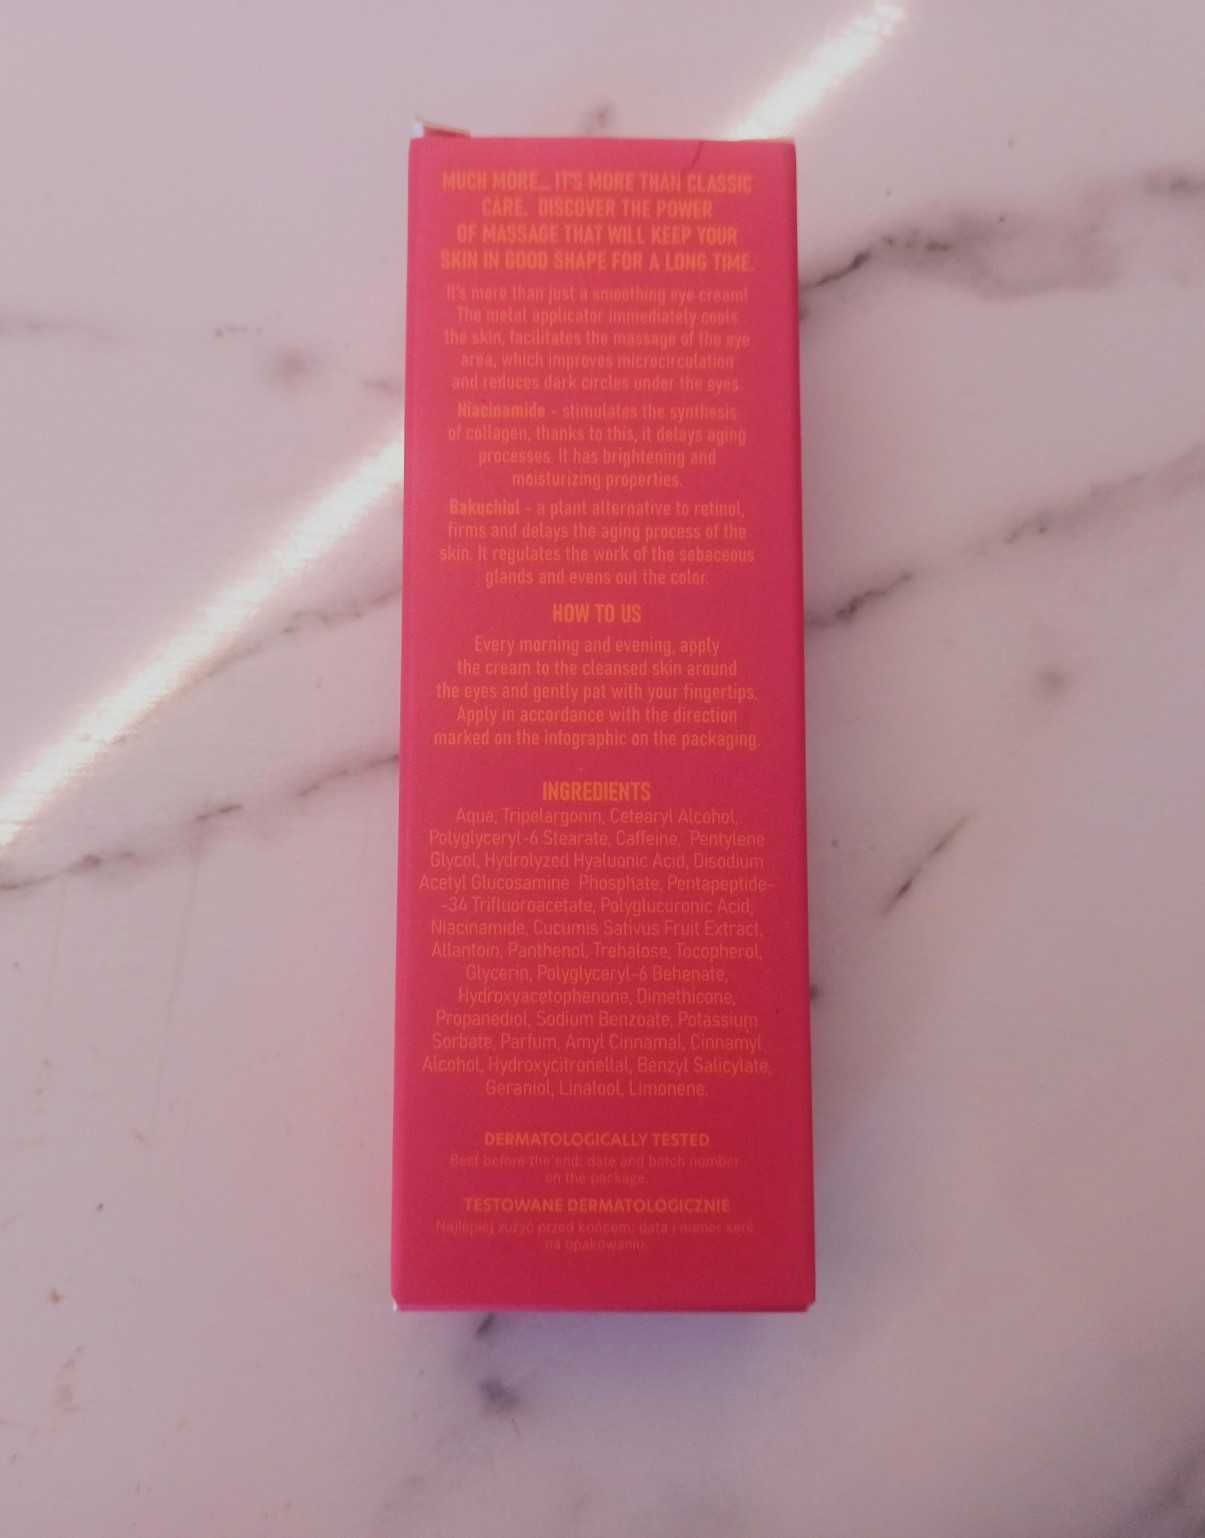 MUCH MORE... IT'S MORE THAN CLASSIC
CARE. DISCOVER THE POWER
OF MASSAGE THAT WILL KEEP YOUR
SKIN IN GOOD SHAPE FOR A LONG TIME.
It's more than just a smoothing eye cream!
The metal applicator immediately cools
the skin, facilitates the massage of the eye
area, which improves microcirculation
and reduces dark circles under the eyes.
Niacinamide - stimulates the synthesis
of collagen, thanks to this, it delays aging
processes. It has brightening and
moisturizing properties.
Bakuchiol - a plant alternative to retinol,
firms and delays the aging process of the
skin. It regulates the work of the sebaceous
glands and evens out the color.
HOW TO US
Every morning and evening, apply
the cream to the cleansed skin around
the eyes and gently pat with your fingertips.
Apply in accordance with the direction
marked on the infographic on the packaging.
INGREDIENTS
Aqua, Tripelargonin, Cetearyl Alcohol,
Polyglyceryl-6 Stearate, Caffeine, Pentylene
Glycol, Hydrolyzed Hyaluonic Acid, Disodium
Acetyl Glucosamine Phosphate, Pentapeptide-
-34 Trifluoroacetate, Polyglucuronic Acid,
Niacinamide, Cucumis Sativus Fruit Extract,
Allantoin, Panthenol, Trehalose, Tocopherol,
Glycerin, Polyglyceryl-6 Behenate,
Hydroxyacetophenone, Dimethicone,
Propanediol, Sodium Benzoate, Potassium
Sorbate, Parfum, Amyl Cinnamal, Cinnamyl
Alcohol, Hydroxycitronellal, Benzyl Salicylate,
Geraniol, Linalool, Limonene.
DERMATOLOGICALLY TESTED
Best before the end: date and batch number
on the package.
TESTOWANE DERMATOLOGICZNIE
Najlepiej zużyć przed końcem: data i numer serii
na opakowaniu.